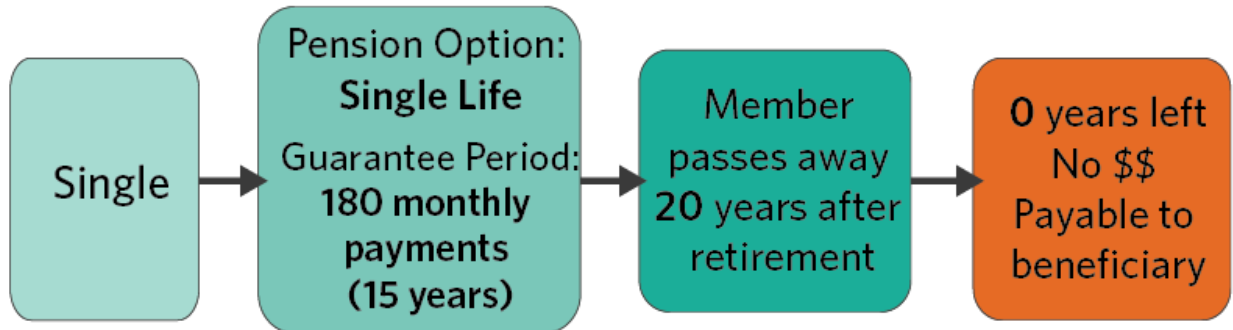 Single
Pension Option:
Single Life
Guarantee Period:
180 monthly
payments
(15 years)
Member
passes away
20 years after
retirement
0 years left
No $$
Payable to
beneficiary